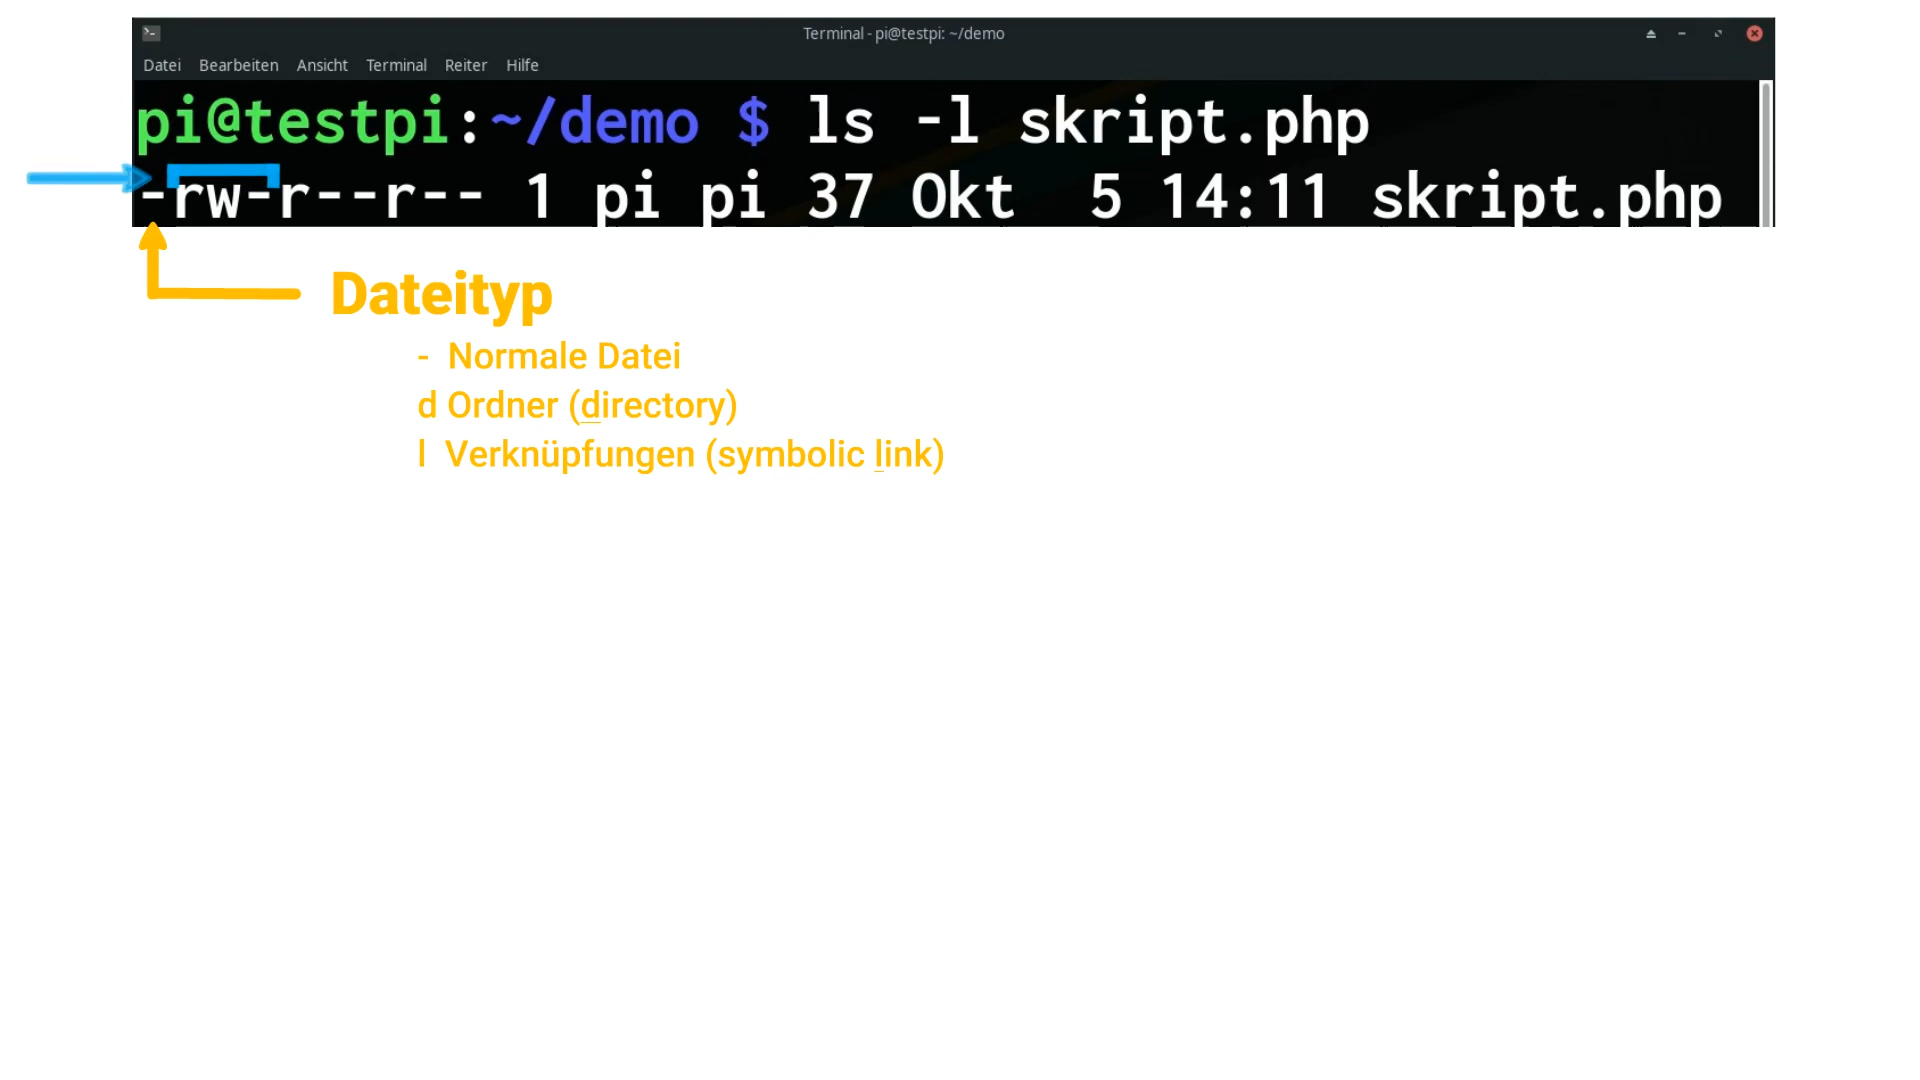 Terminal - pi@testpi: ~/demo
Datei Bearbeiten Ansicht Terminal Reiter Hilfe
pi@testpi:~/demo $ ls -l skript.php
-rw-r--r-- 1 pi pi 37 Okt  5 14:11 skript.php
Dateityp
- Normale Datei
d Ordner (directory)
l Verknüpfungen (symbolic link)